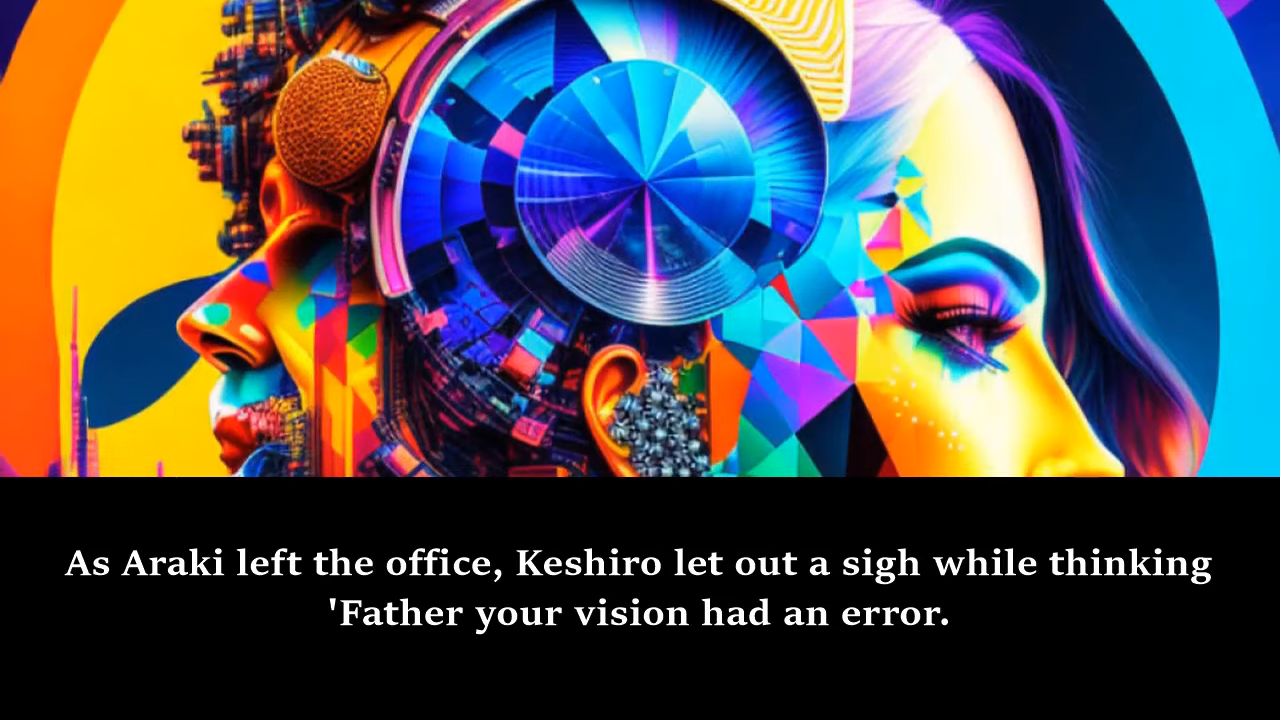 As Araki left the office, Keshiro let out a sigh while thinking
'Father your vision had an error.